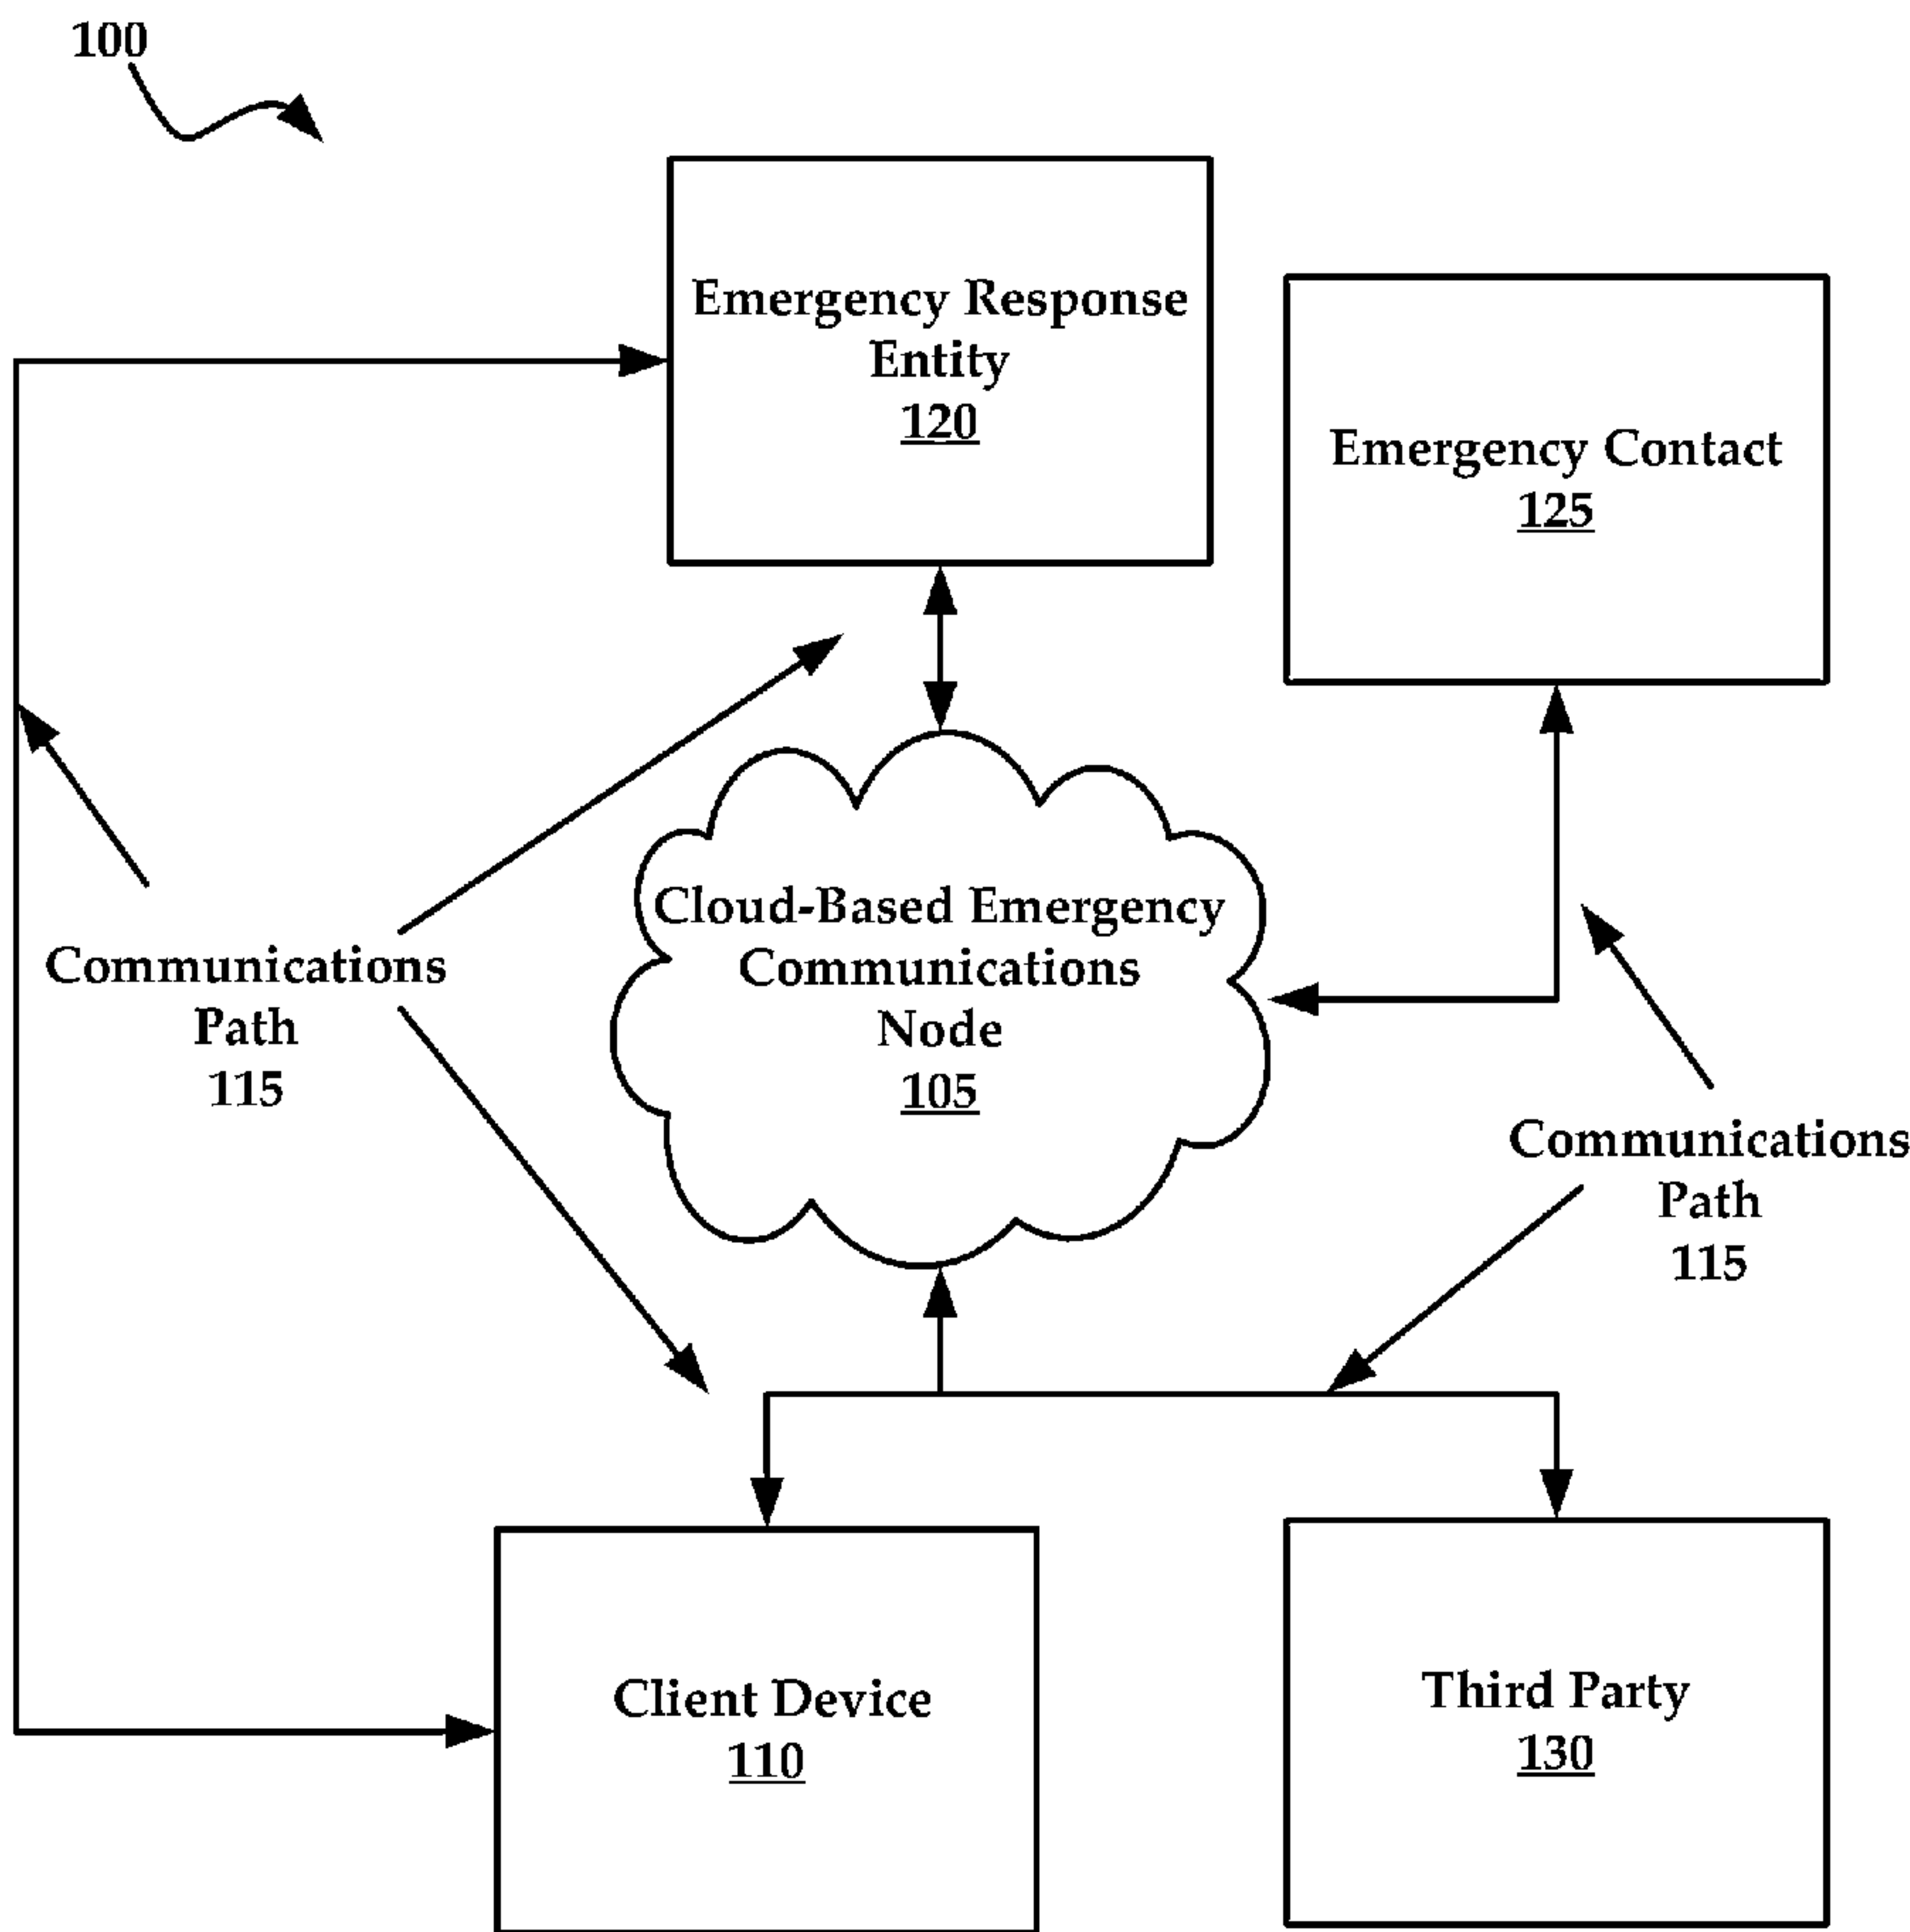 100
Emergency Response
Entity
120
Emergency Contact
125
Cloud-Based Emergency
Communications
Node
105
Communications
Path
115
Communications
Path
115
Client Device
110
Third Party
130